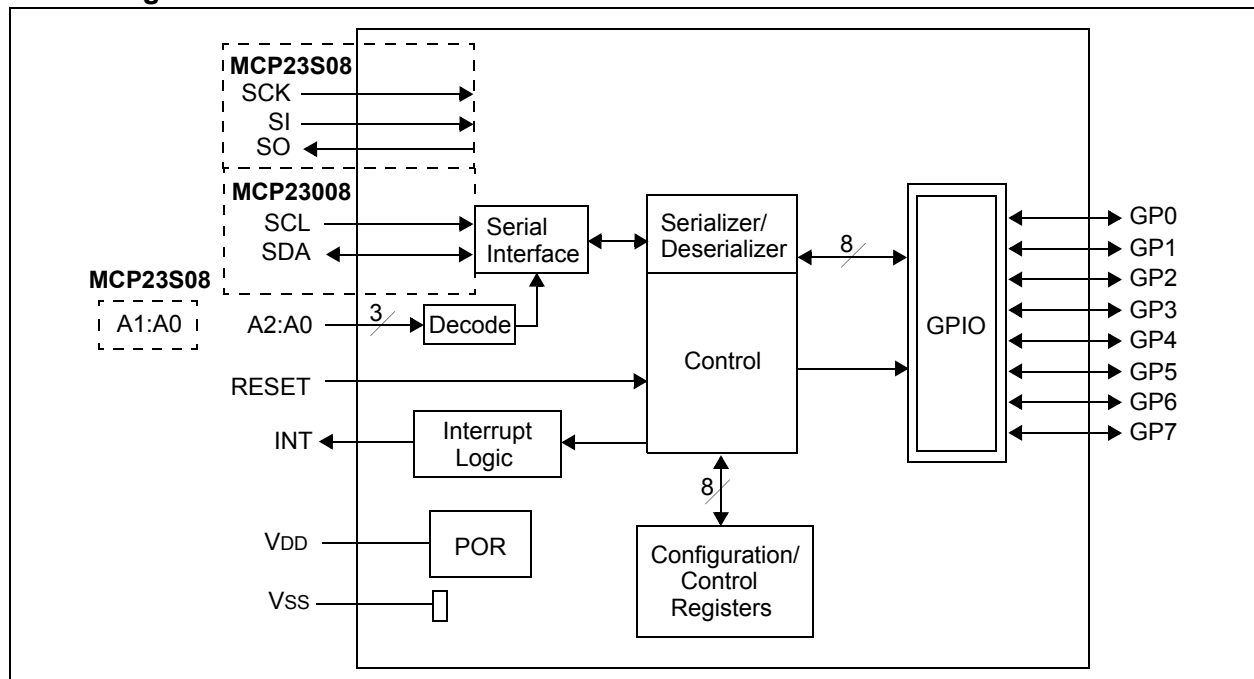 MCP23S08
SCK
SI
SO
MCP23008
SCL
SDA
MCP23S08
A1:A0
A2:A0
3
Decode
Serial
Interface
Serializer/
Deserializer
8
Control
RESET
INT
Interrupt
Logic
8
VDD
POR
VSS
Configuration/
Control
Registers
GPIO
GP0
GP1
GP2
GP3
GP4
GP5
GP6
GP7